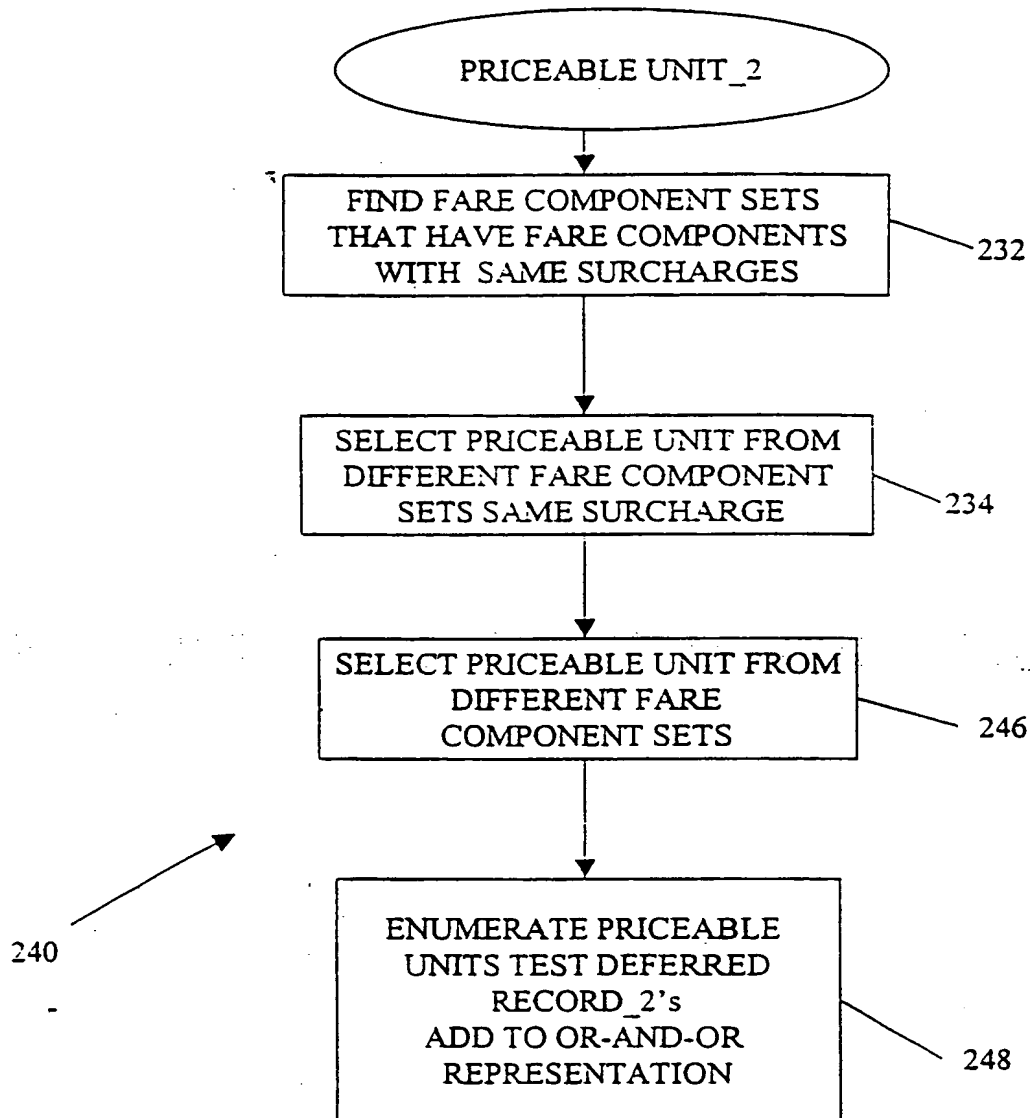 PRICEABLE UNIT_2
FIND FARE COMPONENT SETS
THAT HAVE FARE COMPONENTS
WITH SAME SURCHARGES
232
SELECT PRICEABLE UNIT FROM
DIFFERENT FARE COMPONENT
SETS SAME SURCHARGE
234
SELECT PRICEABLE UNIT FROM
DIFFERENT FARE
COMPONENT SETS
246
240
ENUMERATE PRICEABLE
UNITS TEST DEFERRED
RECORD_2's
ADD TO OR-AND-OR
REPRESENTATION
248